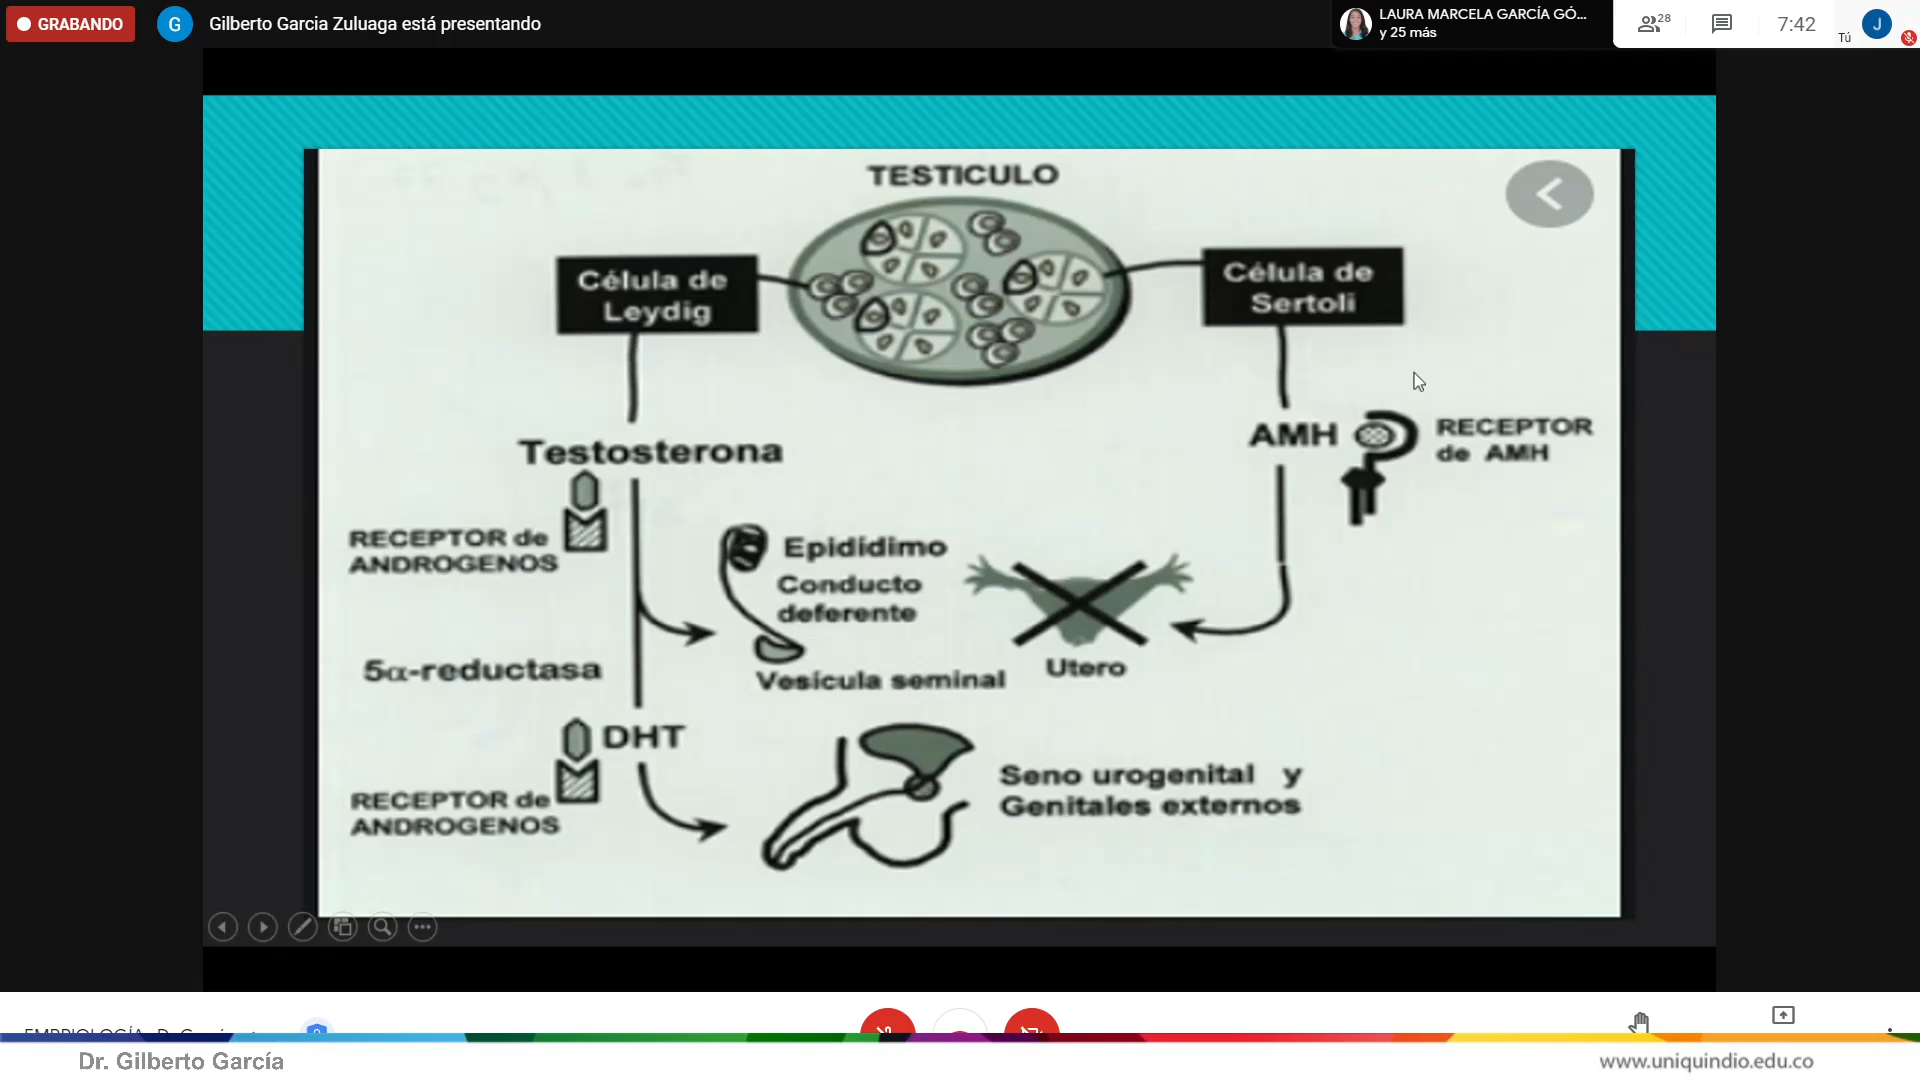 GRABANDO
G
Gilberto Garcia Zuluaga está presentando
LAURA MARCELA GARCÍA GÓ...
y 25 más
28
7:42
Tú
J
TESTICULO
Célula de
Leydig
Célula de
Sertoli
Testosterona
AMH
RECEPTOR
de AMH
RECEPTOR de
ANDROGENOS
Epidídimo
Conducto
deferente
Utero
5α-reductasa
Vesícula seminal
DHT
RECEPTOR de
ANDROGENOS
Seno urogenital y
Genitales externos
Dr. Gilberto García
www.uniquindio.edu.co